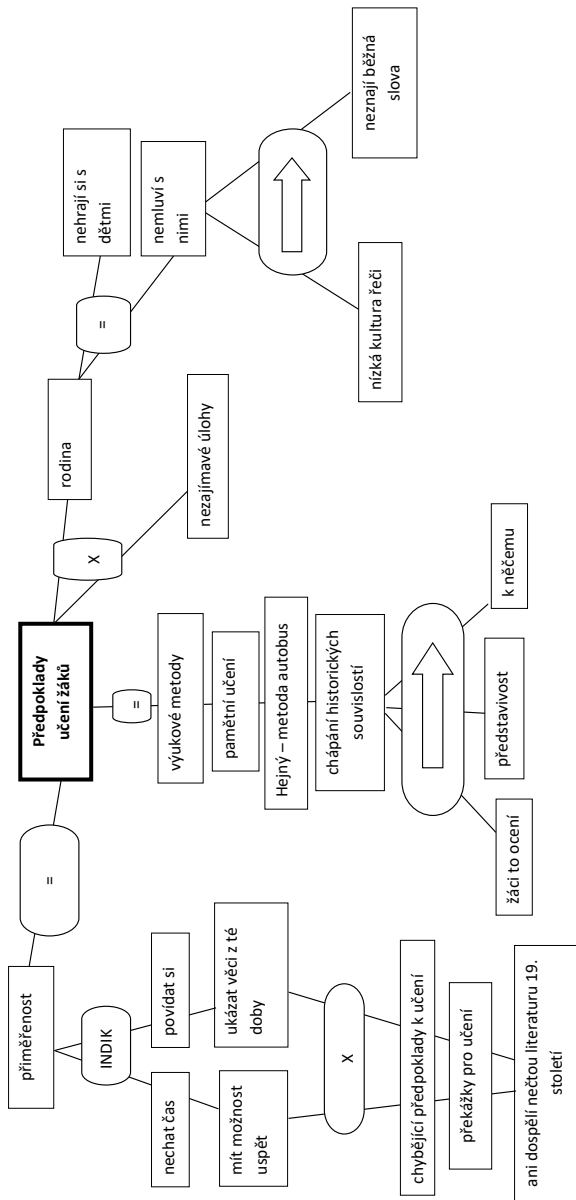 Předpoklady
učení žáků
=
přiměřenost
INDIK
nechat čas
povídat si
mít možnost
uspět
ukázat věci z té
doby
X
chybějící předpoklady k učení
překážky pro učení
ani dospělí nečtou literaturu 19.
století
=
výukové metody
pamětní učení
Hejný – metoda autobus
chápání historických
souvislostí
žáci to ocení
představivost
k něčemu
X
rodina
nezajímavé úlohy
=
nehrají si s
dětmi
nemluví s
nimi
nízká kultura řeči
neznají běžná
slova